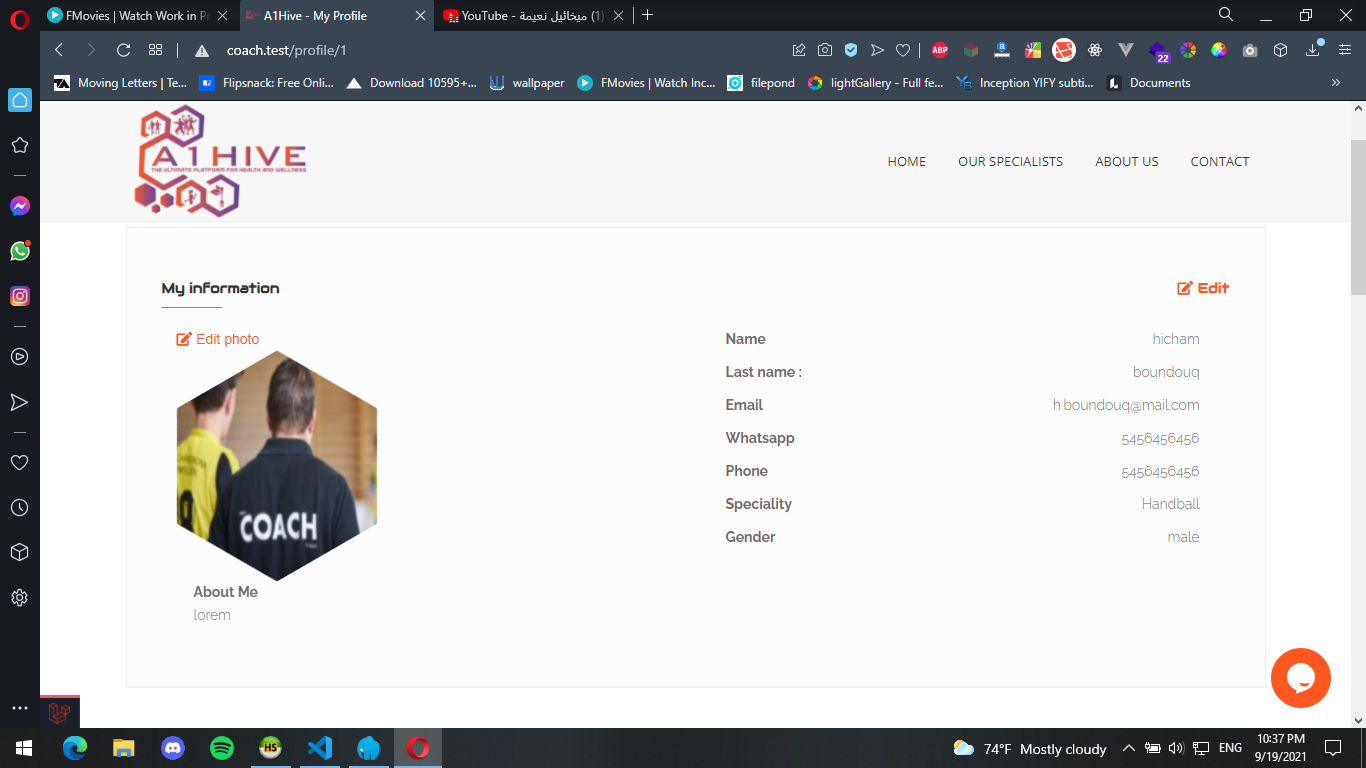 FMovies | Watch Work in Pr
A1Hive - My Profile
YouTube - ميخائيل نعيمة (1)
coach.test/profile/1
ABP
22
Moving Letters | Te...
Flipsnack: Free Onli...
Download 10595+...
wallpaper
FMovies | Watch Inc...
filepond
lightGallery - Full fe...
Inception YIFY subti...
Documents
A1HIVE
THE ULTIMATE PLATFORM FOR HEALTH AND WELLNESS
HOME
OUR SPECIALISTS
ABOUT US
CONTACT
My information
Edit
Edit photo
COACH
Name
hicham
Last name :
boundouq
Email
h.boundouq@mail.com
Whatsapp
5456456456
Phone
5456456456
Speciality
Handball
Gender
male
About Me
lorem
HS
74°F Mostly cloudy
ENG
10:37 PM
9/19/2021